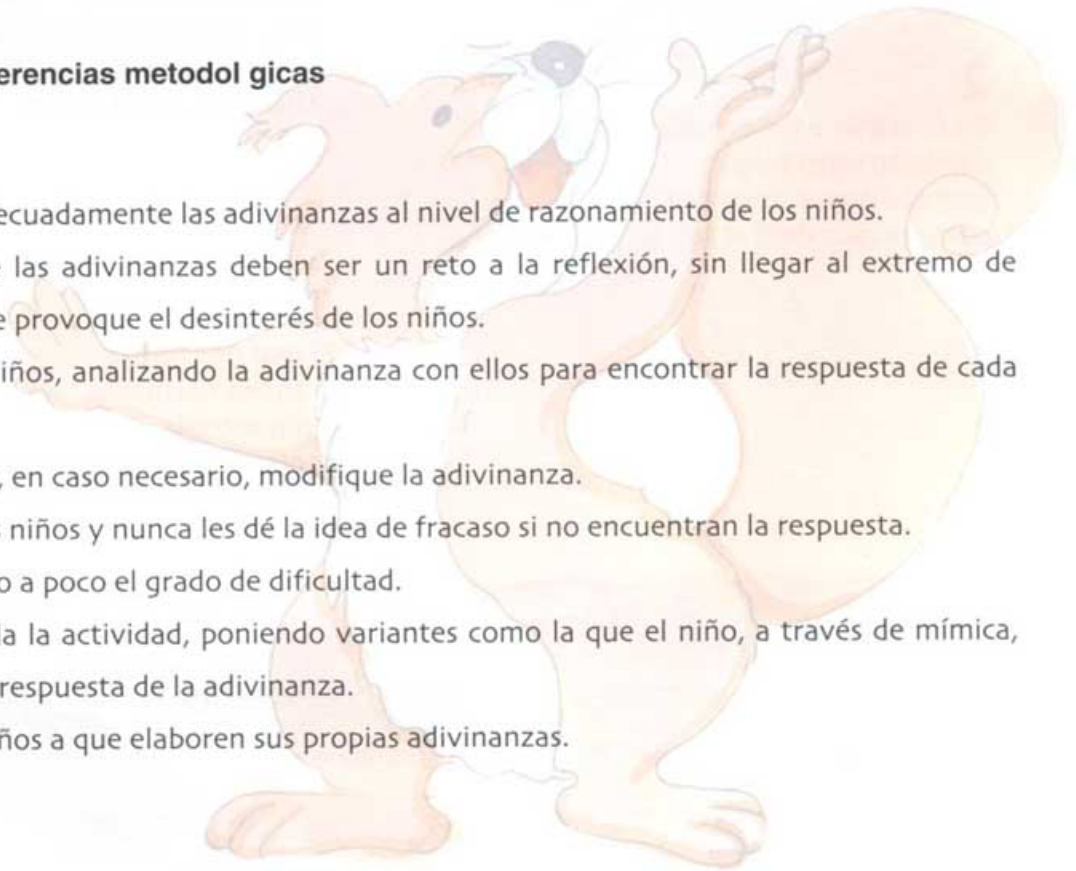 erencias metodol gicas
ecuadamente las adivinanzas al nivel de razonamiento de los niños.
las adivinanzas deben ser un reto a la reflexión, sin llegar al extremo de
e provoque el desinterés de los niños.
iños, analizando la adivinanza con ellos para encontrar la respuesta de cada
, en caso necesario, modifique la adivinanza.
s niños y nunca les dé la idea de fracaso si no encuentran la respuesta.
o a poco el grado de dificultad.
la la actividad, poniendo variantes como la que el niño, a través de mímica,
respuesta de la adivinanza.
ños a que elaboren sus propias adivinanzas.